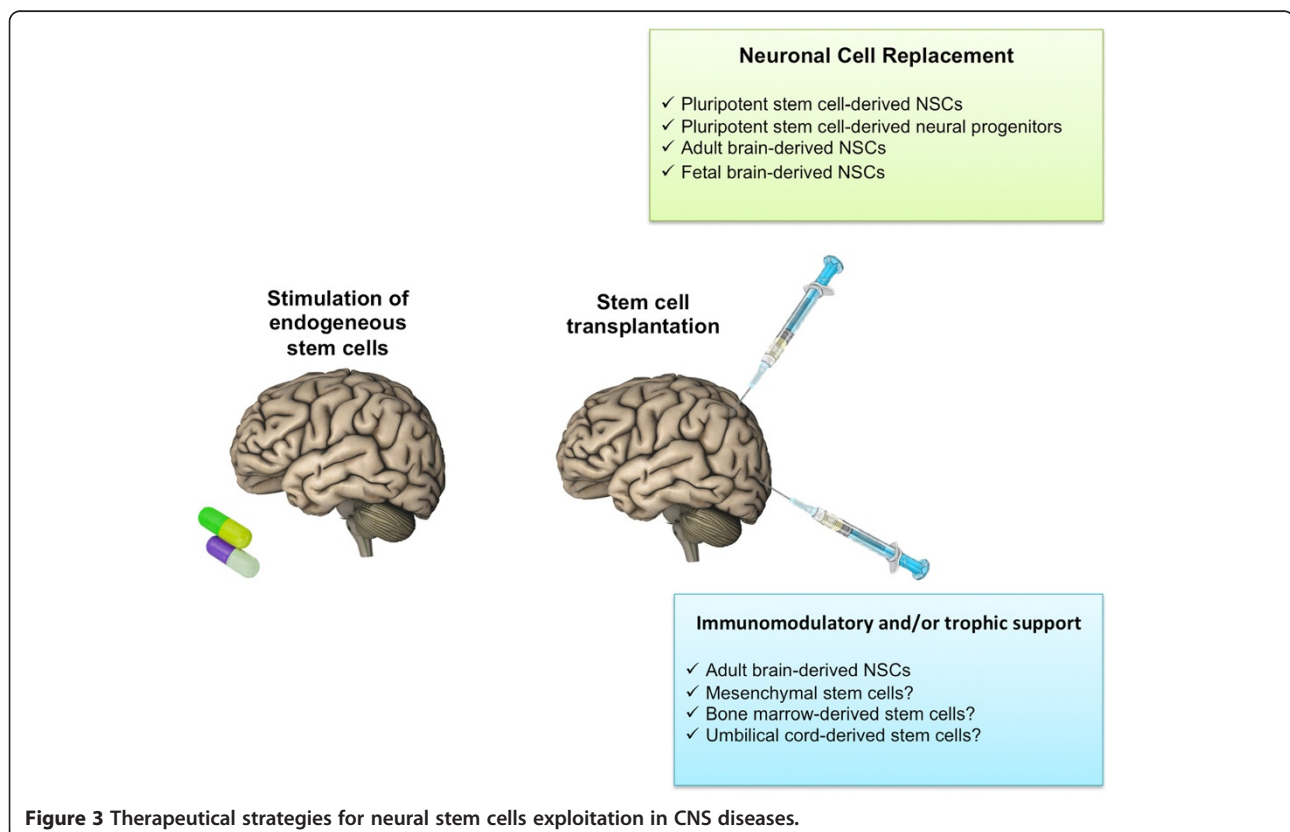 Neuronal Cell Replacement
✓ Pluripotent stem cell-derived NSCs
✓ Pluripotent stem cell-derived neural progenitors
✓ Adult brain-derived NSCs
✓ Fetal brain-derived NSCs
Stimulation of
endogeneous
stem cells
Stem cell
transplantation
Immunomodulatory and/or trophic support
✓ Adult brain-derived NSCs
✓ Mesenchymal stem cells?
✓ Bone marrow-derived stem cells?
✓ Umbilical cord-derived stem cells?
Figure 3 Therapeutical strategies for neural stem cells exploitation in CNS diseases.